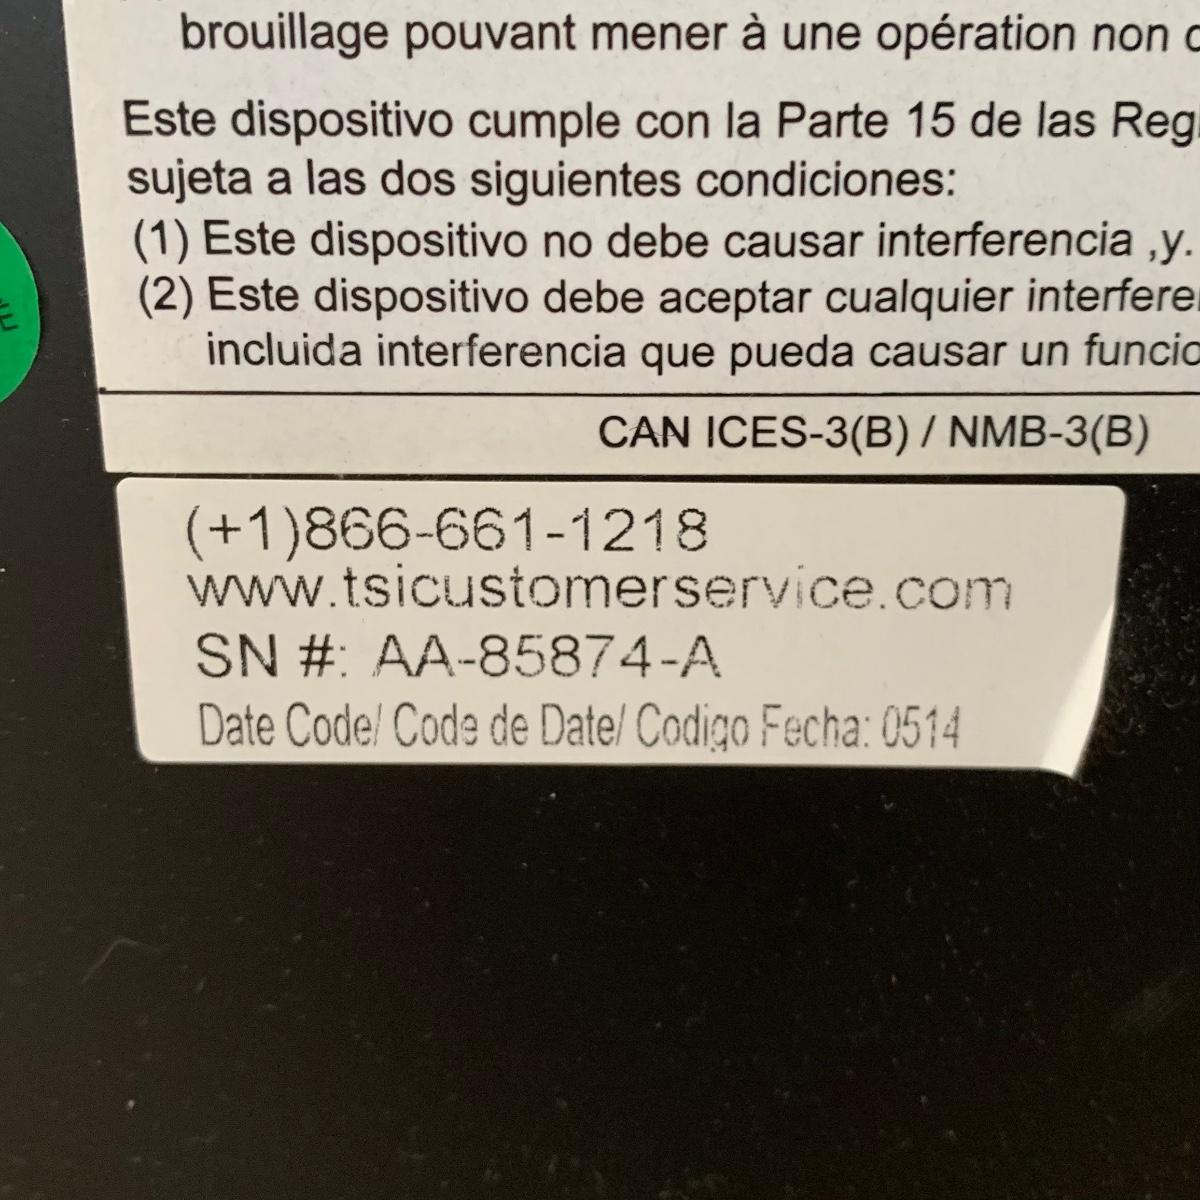 brouillage pouvant mener à une opération non
Este dispositivo cumple con la Parte 15 de las Reg
sujeta a las dos siguientes condiciones:
(1) Este dispositivo no debe causar interferencia ,y.
(2) Este dispositivo debe aceptar cualquier interfere
incluida interferencia que pueda causar un funcio
CAN ICES-3(B) / NMB-3(B)
(+1)866-661-1218
www.tsicustomerservice.com
SN #: AA-85874-A
Date Code/ Code de Date/ Codigo Fecha: 0514